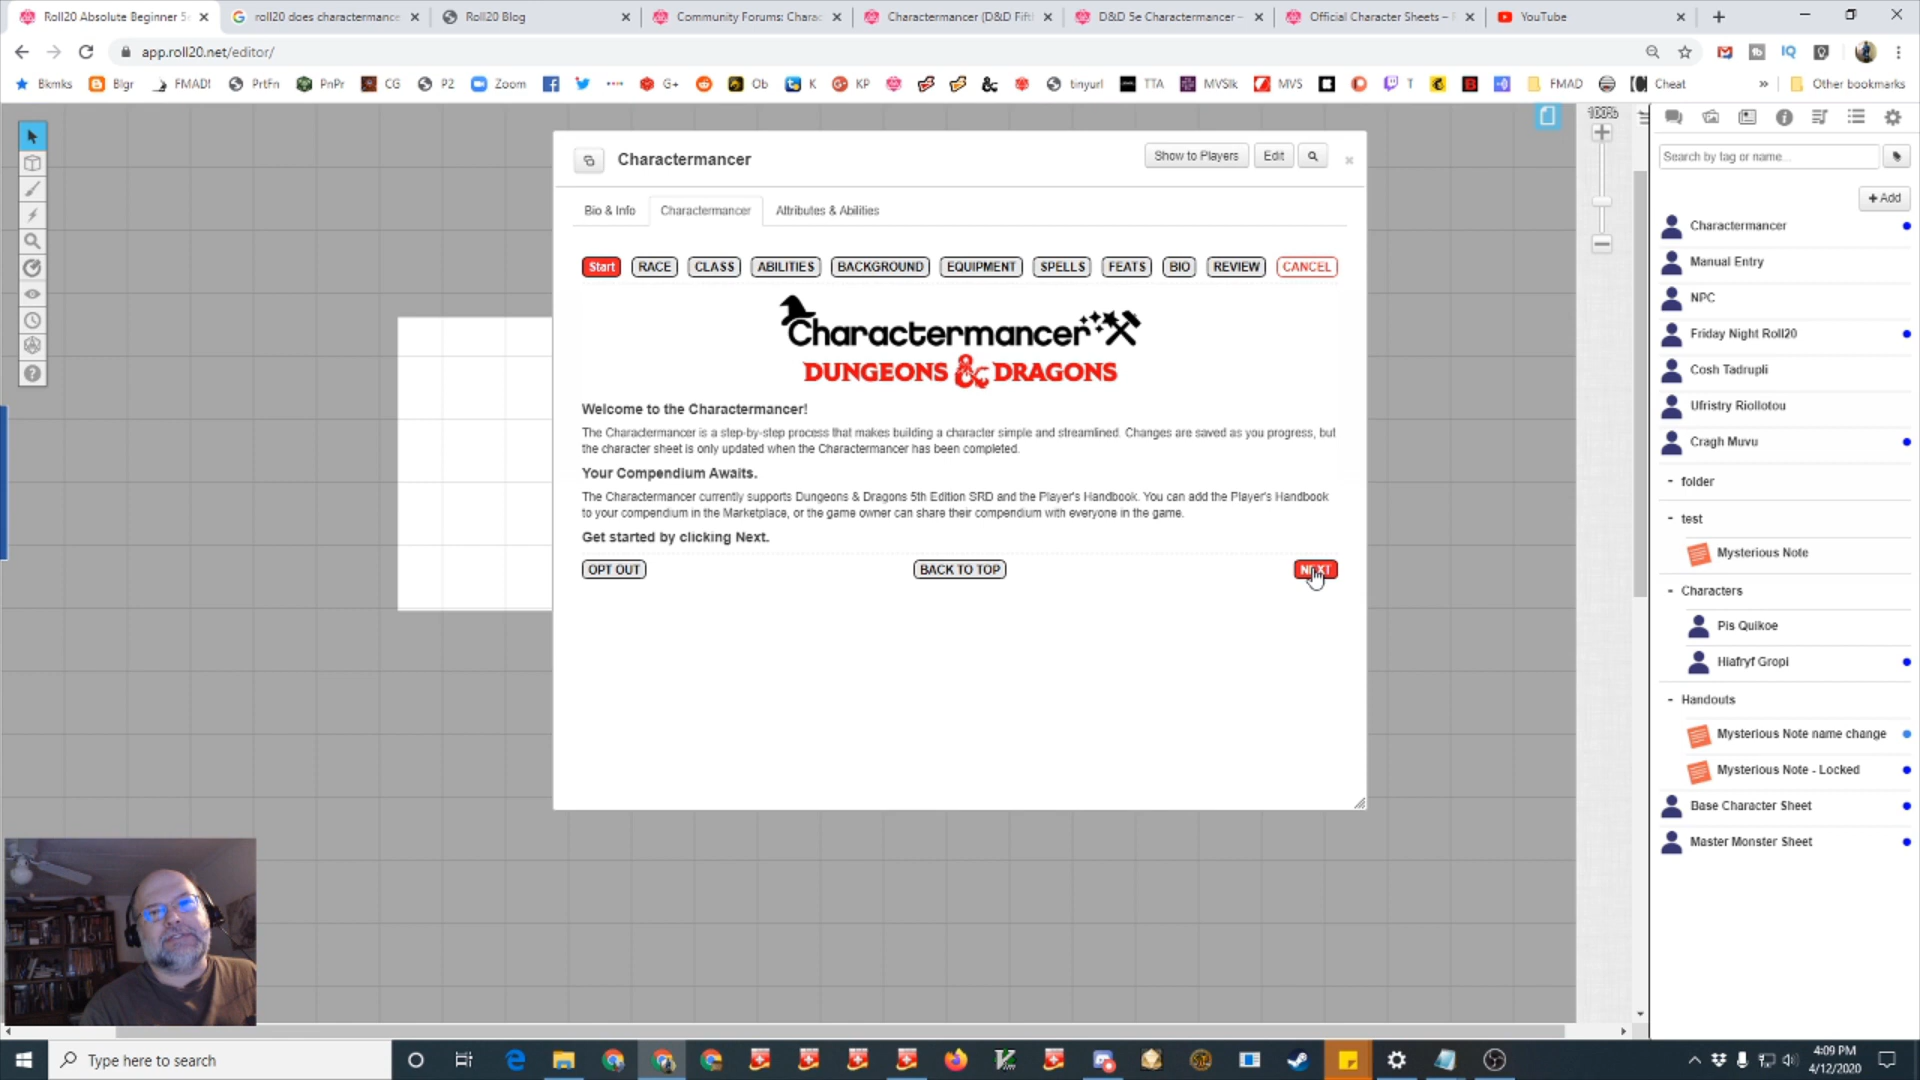 Roll20 Absolute Beginner 5
roll20 does charactermance
Roll20 Blog
Community Forums: Charac
Charactermancer (D&D Fift
D&D 5e Charactermancer -
Official Character Sheets -
YouTube
app.roll20.net/editor/
Bkmks
Blgr
FMAD!
PrtFn
PnPr
CG
P2
Zoom
G+
Ob
K
KP
tinyurl
TTA
MVSlk
MVS
T
FMAD
Cheat
»
Other bookmarks
100%
Charactermancer
Show to Players
Edit
Bio & Info
Charactermancer
Attributes & Abilities
Start
RACE
CLASS
ABILITIES
BACKGROUND
EQUIPMENT
SPELLS
FEATS
BIO
REVIEW
CANCEL
Charactermancer
DUNGEONS & DRAGONS
Welcome to the Charactermancer!
The Charactermancer is a step-by-step process that makes building a character simple and streamlined. Changes are saved as you progress, but
the character sheet is only updated when the Charactermancer has been completed.
Your Compendium Awaits.
The Charactermancer currently supports Dungeons & Dragons 5th Edition SRD and the Player's Handbook. You can add the Player's Handbook
to your compendium in the Marketplace, or the game owner can share their compendium with everyone in the game.
Get started by clicking Next.
OPT OUT
BACK TO TOP
NEXT
Search by tag or name...
+ Add
Charactermancer
Manual Entry
NPC
Friday Night Roll20
Cosh Tadrupli
Ufristry Riollotou
Cragh Muvu
- folder
- test
Mysterious Note
- Characters
Pis Quikoe
Hlafryf Gropi
- Handouts
Mysterious Note name change
Mysterious Note - Locked
Base Character Sheet
Master Monster Sheet
Type here to search
4:09 PM
4/12/2020